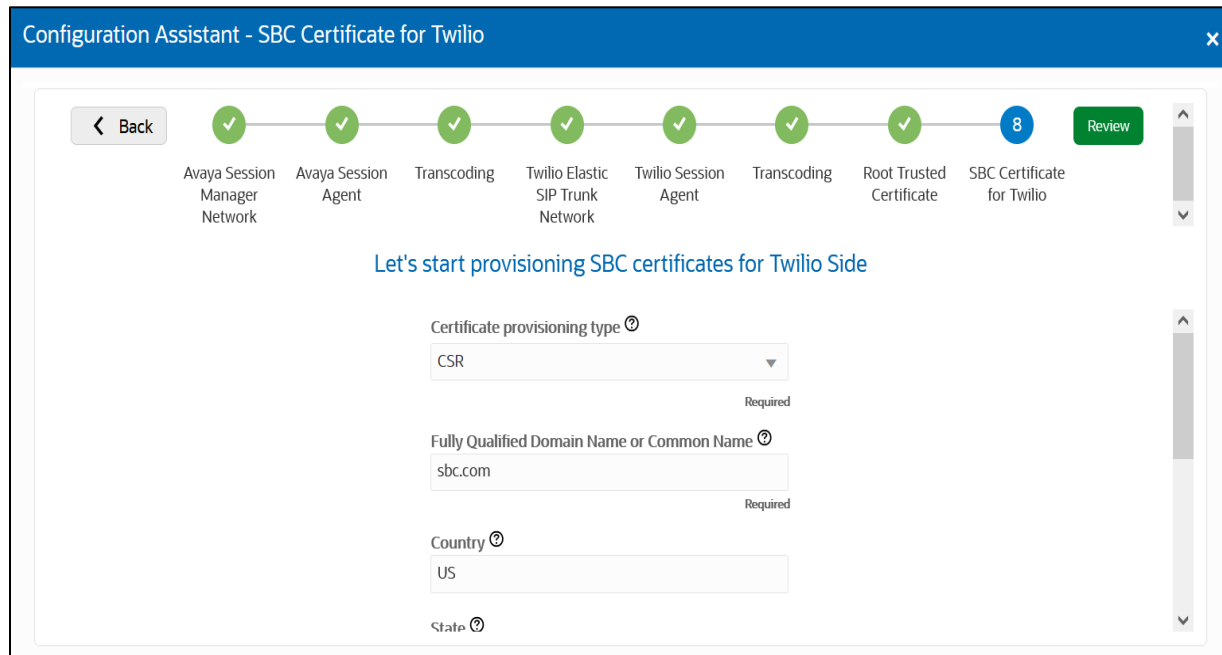 Configuration Assistant - SBC Certificate for Twilio
×
Back
8
Review
Avaya Session
Manager
Network
Avaya Session
Agent
Transcoding
Twilio Elastic
SIP Trunk
Network
Twilio Session
Agent
Transcoding
Root Trusted
Certificate
SBC Certificate
for Twilio
Let's start provisioning SBC certificates for Twilio Side
Certificate provisioning type ?
CSR
Required
Fully Qualified Domain Name or Common Name ?
sbc.com
Required
Country ?
US
State ?